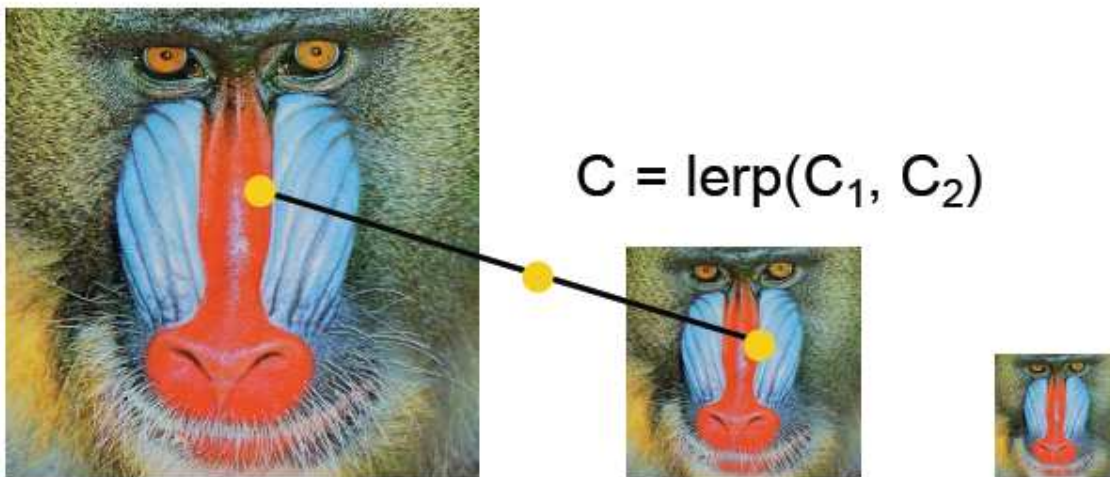 C = lerp(C₁, C₂)